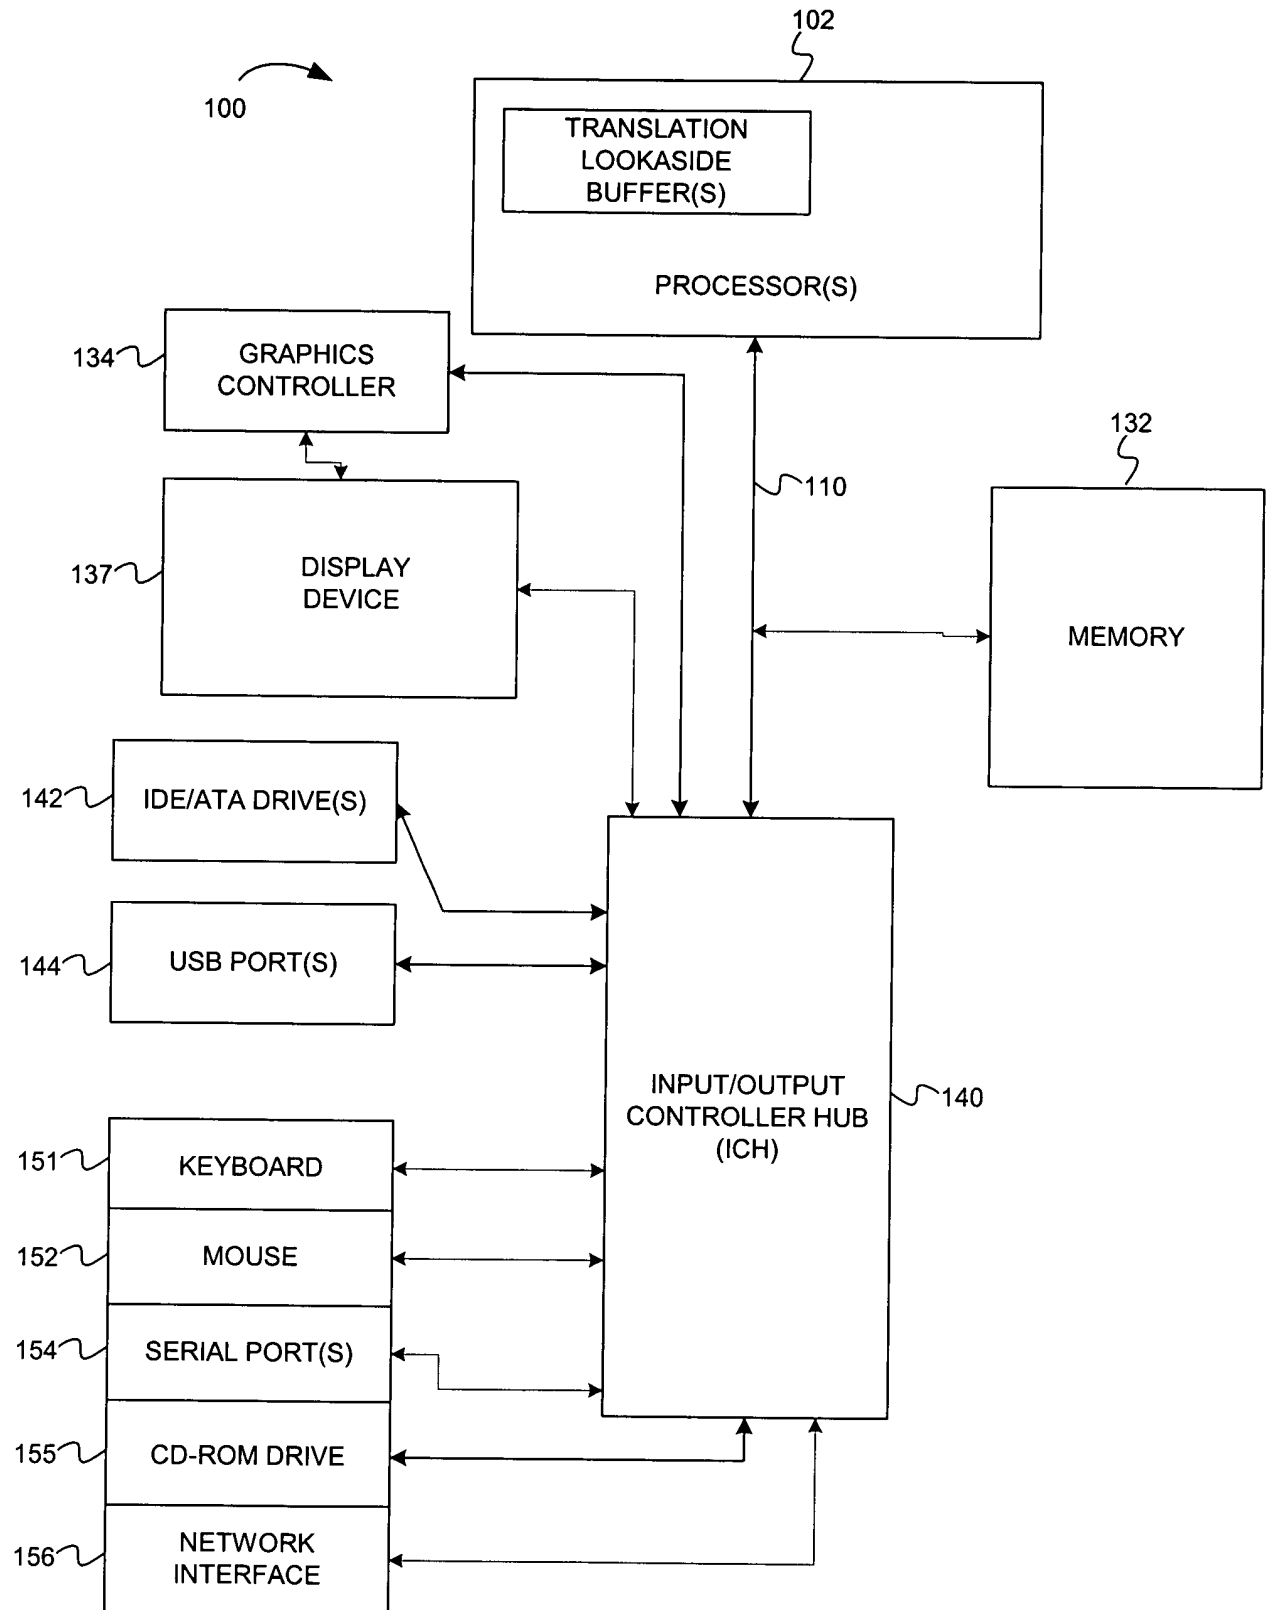 102
100
TRANSLATION
LOOKASIDE
BUFFER(S)
PROCESSOR(S)
134
GRAPHICS
CONTROLLER
132
110
137
DISPLAY
DEVICE
MEMORY
142
IDE/ATA DRIVE(S)
144
USB PORT(S)
INPUT/OUTPUT
CONTROLLER HUB
(ICH)
140
151
KEYBOARD
152
MOUSE
154
SERIAL PORT(S)
155
CD-ROM DRIVE
156
NETWORK
INTERFACE